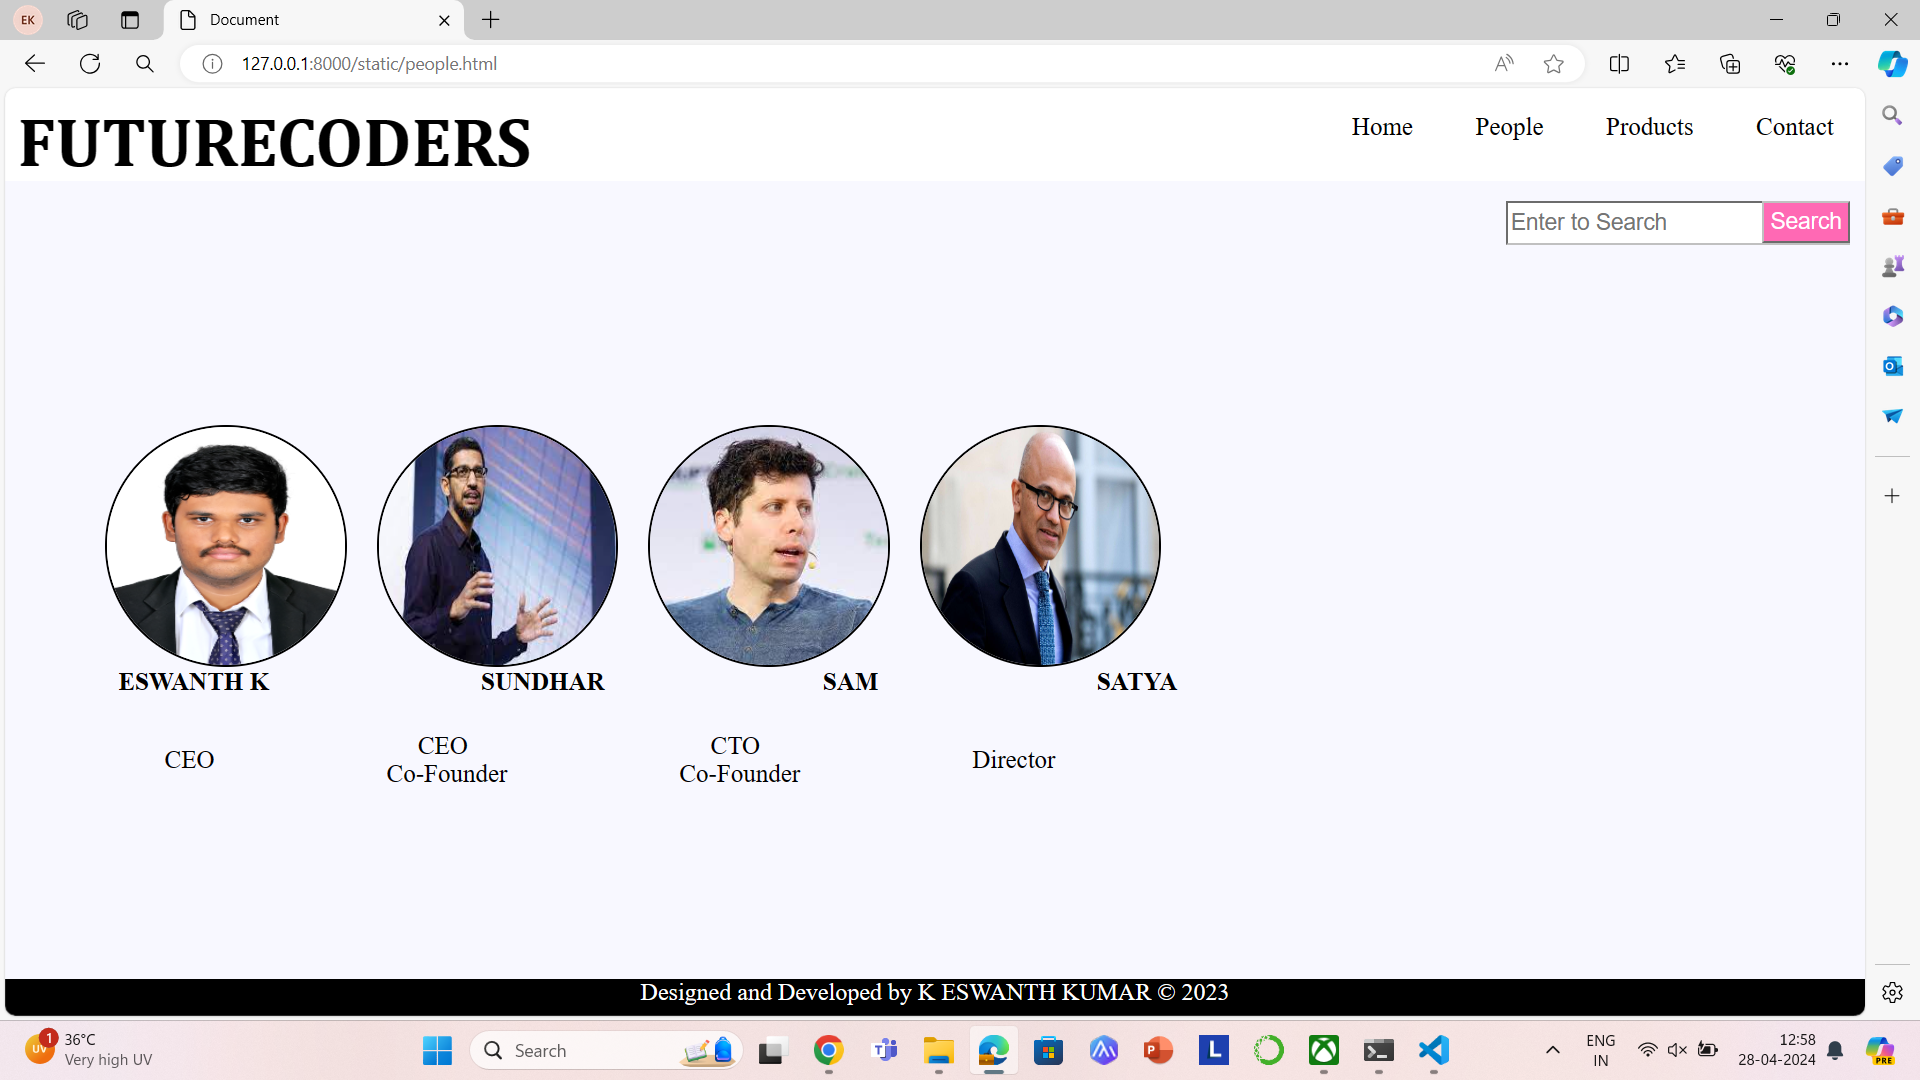 EK
Document
127.0.0.1:8000/static/people.html
FUTURECODERS
Home People Products Contact
Enter to Search Search
ESWANTH K SUNDHAR SAM SATYA
CEO
CEO
Co-Founder
CTO
Co-Founder
Director
Designed and Developed by K ESWANTH KUMAR © 2023
UV 1 36°C
Very high UV
Search
L
ENG
IN
12:58
28-04-2024
PRE